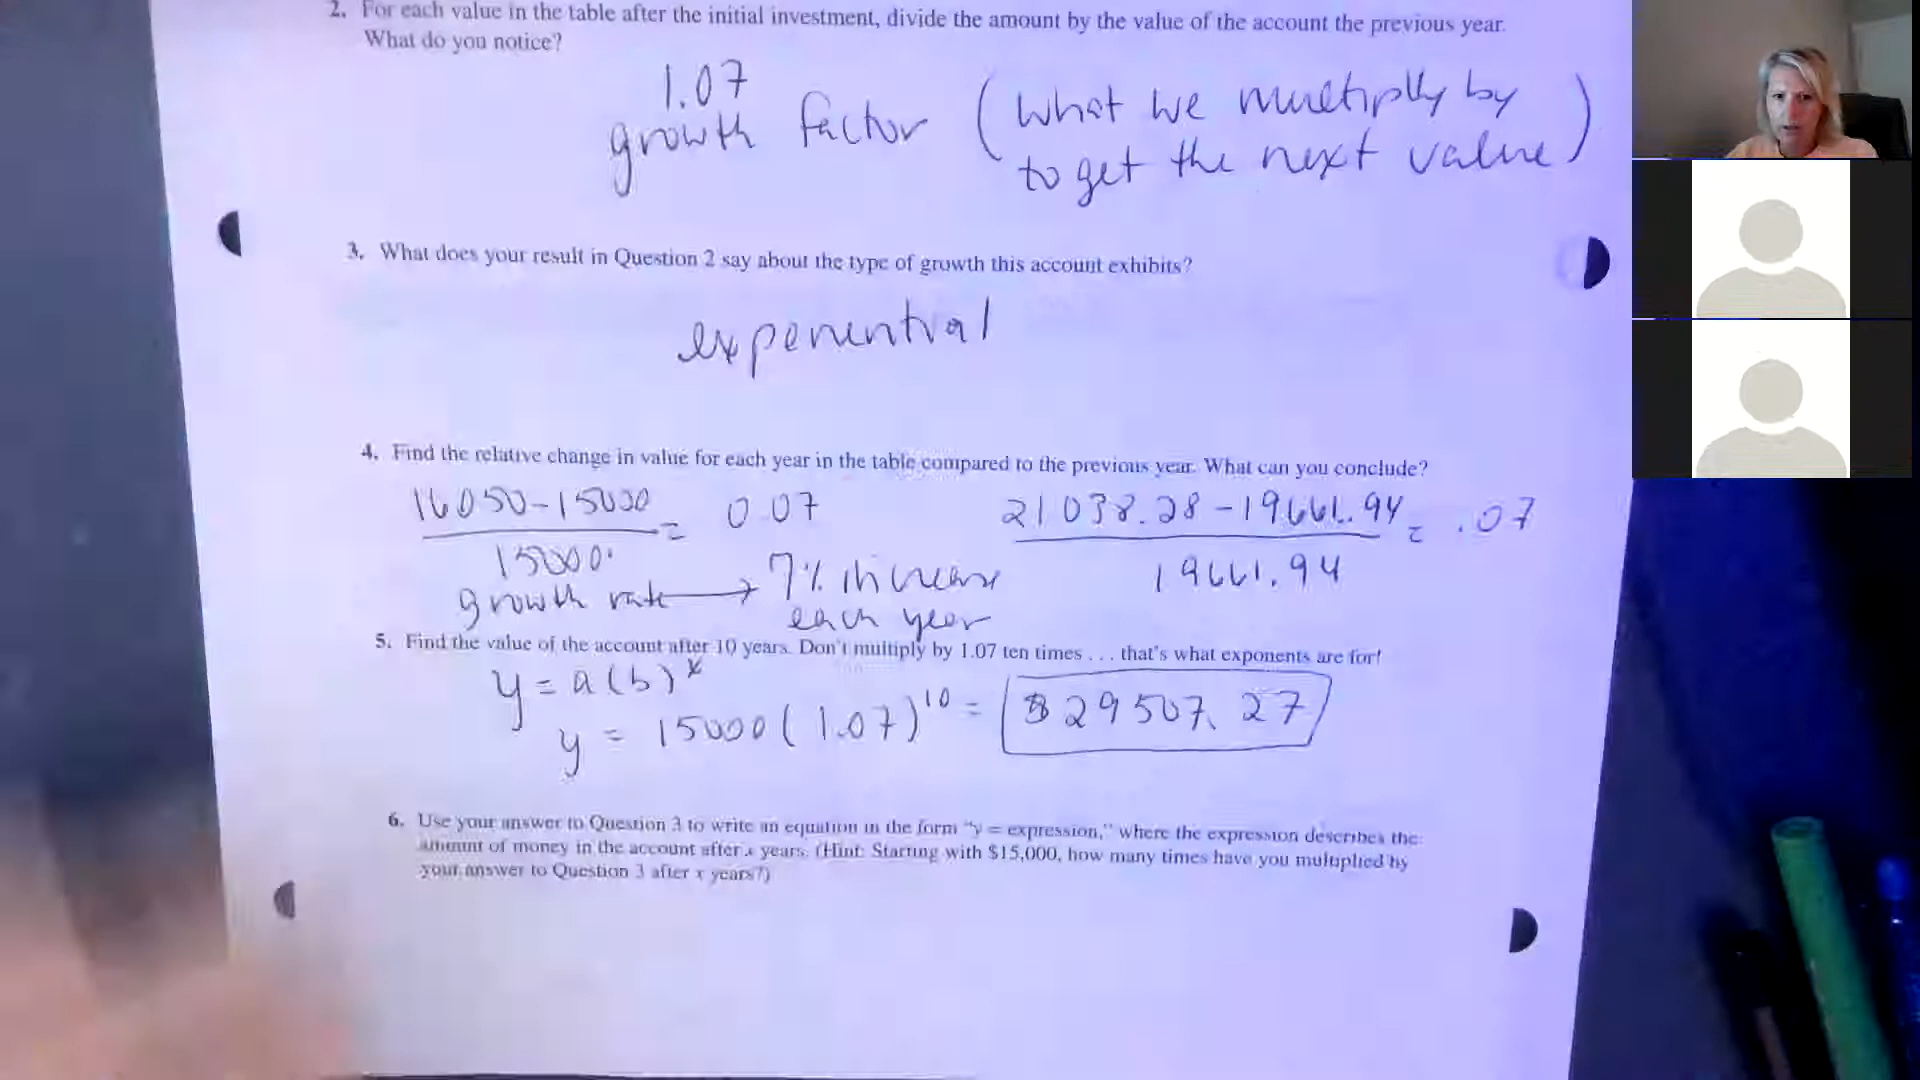 2. For each value in the table after the initial investment, divide the amount by the value of the account the previous year.
What do you notice?
1.07
growth factor (what we multiply by
to get the next value)
3. What does your result in Question 2 say about the type of growth this account exhibits?
exponential
4. Find the relative change in value for each year in the table compared to the previous year. What can you conclude?
16050-15000 = 0.07 21038.28-19661.94 = .07
15000. 19661.94
growth rate → 7% increase
each year
5. Find the value of the account after 10 years. Don't multiply by 1.07 ten times . . . that's what exponents are for!
y = a(b)^x
y = 15000(1.07)^10 = $29507.27
6. Use your answer to Question 3 to write an equation in the form "y = expression," where the expression describes the
amount of money in the account after x years. (Hint: Starting with $15,000, how many times have you multiplied by
your answer to Question 3 after x years?)